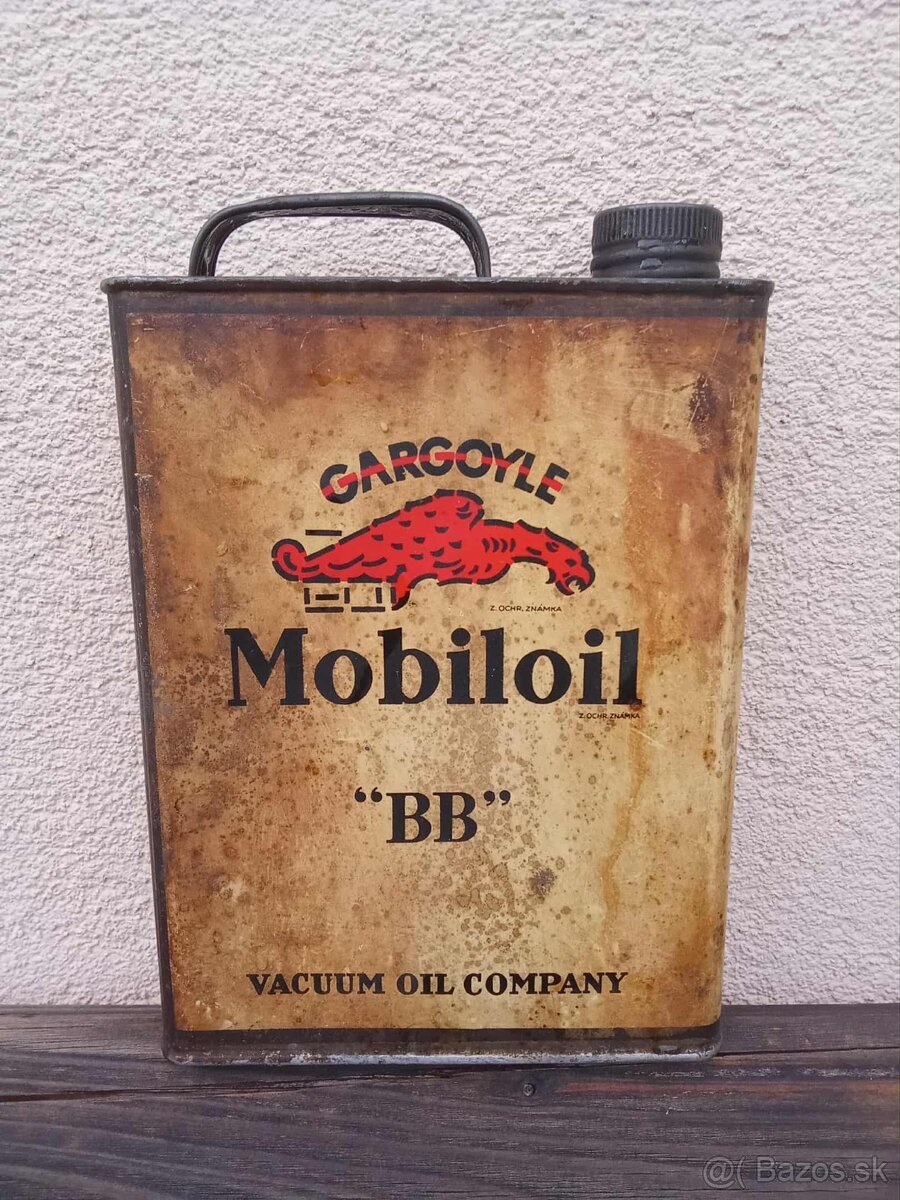 GARGOYLE
Z. OCHR. ZNÁMKA
Mobiloil
Z. OCHR. ZNÁMKA
“BB”
VACUUM OIL COMPANY
@( Bazos.sk